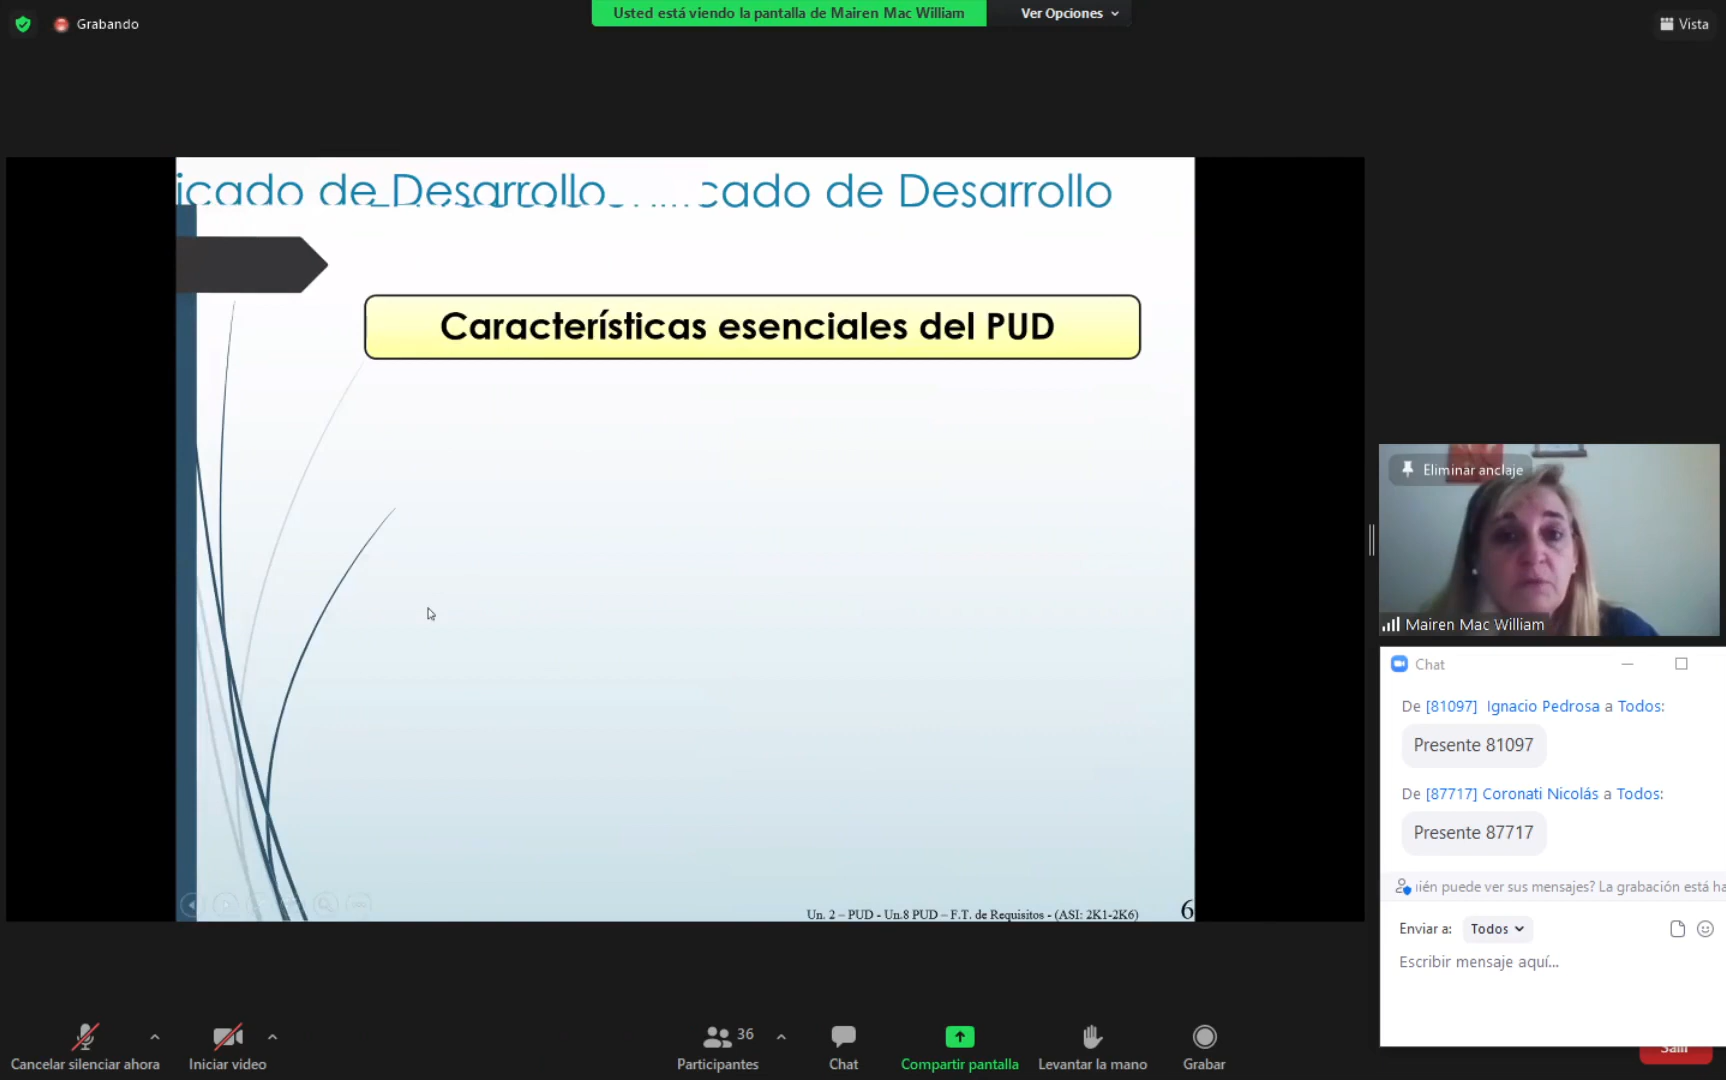 Grabando
Usted está viendo la pantalla de Mairen Mac William
Ver Opciones
Vista
icado de Desarrollo
cado de Desarrollo
Características esenciales del PUD
Un. 2 – PUD - Un.8 PUD – F.T. de Requisitos - (ASI: 2K1-2K6)
6
Eliminar anclaje
Mairen Mac William
Chat
De [81097] Ignacio Pedrosa a Todos:
Presente 81097
De [87717] Coronati Nicolás a Todos:
Presente 87717
ién puede ver sus mensajes? La grabación está ha
Enviar a: Todos
Escribir mensaje aquí...
Cancelar silenciar ahora
Iniciar video
36
Participantes
Chat
Compartir pantalla
Levantar la mano
Grabar
Salir